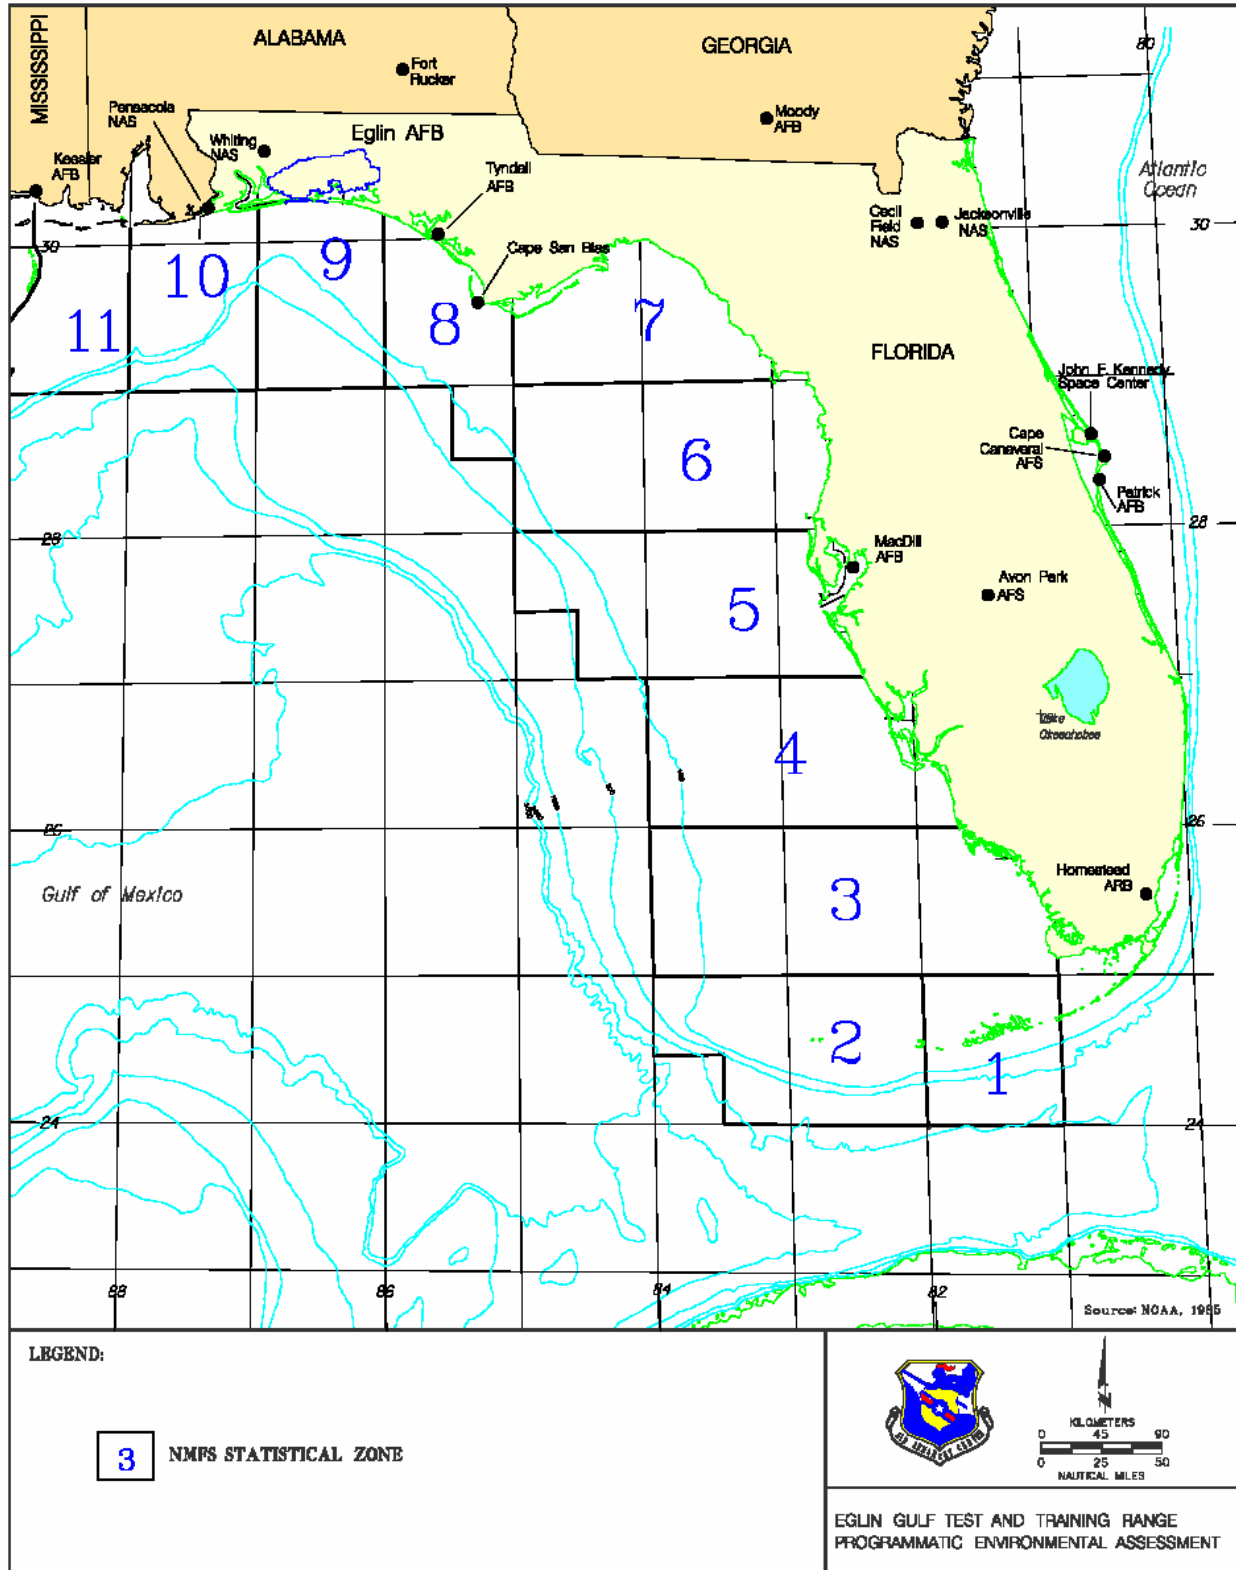 MISSISSIPPI
ALABAMA
GEORGIA
80
Fort
Rucker
Pensacola
NAS
Moody
AFB
Whiting
NAS
Eglin AFB
Keesler
AFB
Tyndall
AFB
Atlantic
Ocean
Cecil
Field
NAS
Jacksonville
NAS
30
30
Cape San Blas
9
10
11
8
7
FLORIDA
John F. Kennedy
Space Center
Cape
Canaveral
AFS
6
Patrick
AFB
28
28
MacDill
AFB
Avon Park
AFS
5
Lake
Okeechobee
4
26
26
Gulf of Mexico
Homestead
ARB
3
2
1
24
24
88
86
84
82
Source: NOAA, 1985
LEGEND:
3 NMFS STATISTICAL ZONE
KILOMETERS
0 45 90
0 25 50
NAUTICAL MILES
EGLIN GULF TEST AND TRAINING RANGE
PROGRAMMATIC ENVIRONMENTAL ASSESSMENT